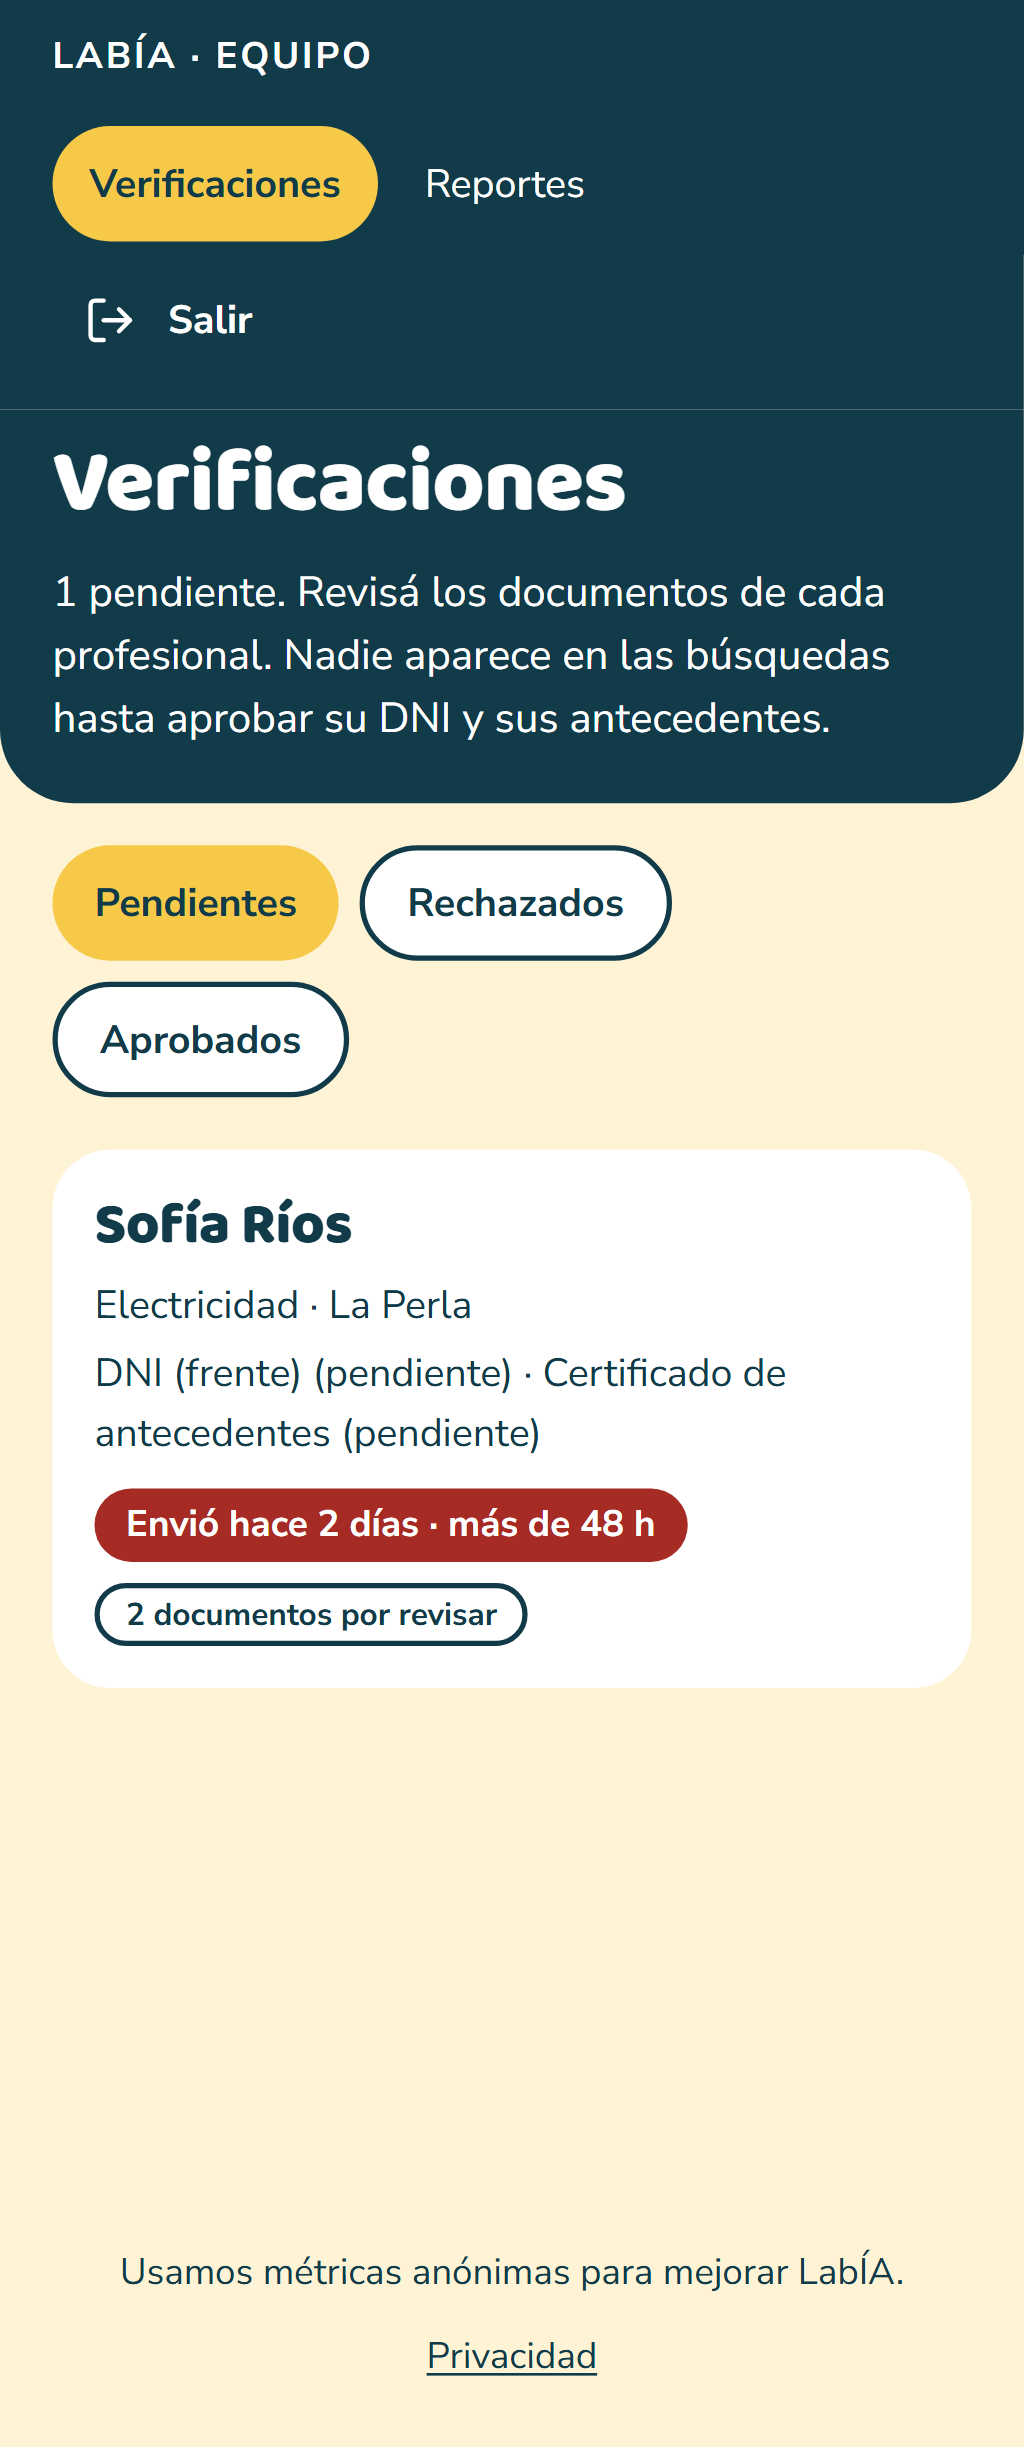 LABÍA · EQUIPO
Verificaciones
Reportes
Salir
Verificaciones
1 pendiente. Revisá los documentos de cada
profesional. Nadie aparece en las búsquedas
hasta aprobar su DNI y sus antecedentes.
Pendientes
Rechazados
Aprobados
Sofía Ríos
Electricidad · La Perla
DNI (frente) (pendiente) · Certificado de
antecedentes (pendiente)
Envió hace 2 días · más de 48 h
2 documentos por revisar
Usamos métricas anónimas para mejorar LabÍA.
Privacidad